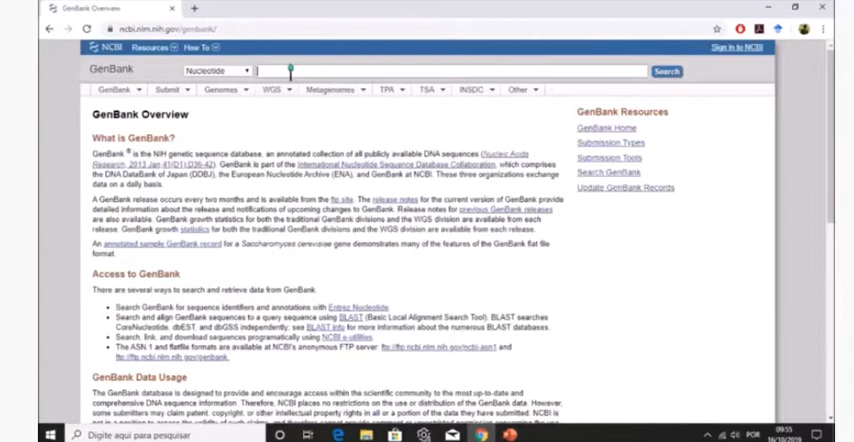 GenBank Overview
ncbi.nlm.nih.gov/genbank/
NCBI Resources How To Sign in to NCBI
GenBank Nucleotide Search
GenBank Submit Genomes WGS Metagenomes TPA TSA INSDC Other
GenBank Overview
What is GenBank?
GenBank ® is the NIH genetic sequence database, an annotated collection of all publicly available DNA sequences (Nucleic Acids
Research, 2013 Jan;41(D1):D36-42). GenBank is part of the International Nucleotide Sequence Database Collaboration, which comprises
the DNA DataBank of Japan (DDBJ), the European Nucleotide Archive (ENA), and GenBank at NCBI. These three organizations exchange
data on a daily basis.
A GenBank release occurs every two months and is available from the ftp site. The release notes for the current version of GenBank provide
detailed information about the release and notifications of upcoming changes to GenBank. Release notes for previous GenBank releases
are also available. GenBank growth statistics for both the traditional GenBank divisions and the WGS division are available from each
release. GenBank growth statistics for both the traditional GenBank divisions and the WGS division are available from each release.
An annotated sample GenBank record for a Saccharomyces cerevisiae gene demonstrates many of the features of the GenBank flat file
format.
Access to GenBank
There are several ways to search and retrieve data from GenBank.
• Search GenBank for sequence identifiers and annotations with Entrez Nucleotide.
• Search and align GenBank sequences to a query sequence using BLAST (Basic Local Alignment Search Tool). BLAST searches
CoreNucleotide, dbEST, and dbGSS independently; see BLAST info for more information about the numerous BLAST databases.
• Search, link, and download sequences programatically using NCBI e-utilities.
• The ASN.1 and flatfile formats are available at NCBI's anonymous FTP server: ftp://ftp.ncbi.nlm.nih.gov/ncbi-asn1 and
ftp://ftp.ncbi.nlm.nih.gov/genbank.
GenBank Data Usage
The GenBank database is designed to provide and encourage access within the scientific community to the most up-to-date and
comprehensive DNA sequence information. Therefore, NCBI places no restrictions on the use or distribution of the GenBank data. However,
some submitters may claim patent, copyright, or other intellectual property rights in all or a portion of the data they have submitted. NCBI is
GenBank Resources
GenBank Home
Submission Types
Submission Tools
Search GenBank
Update GenBank Records
Digite aqui para pesquisar
POR
09:55
16/10/2019